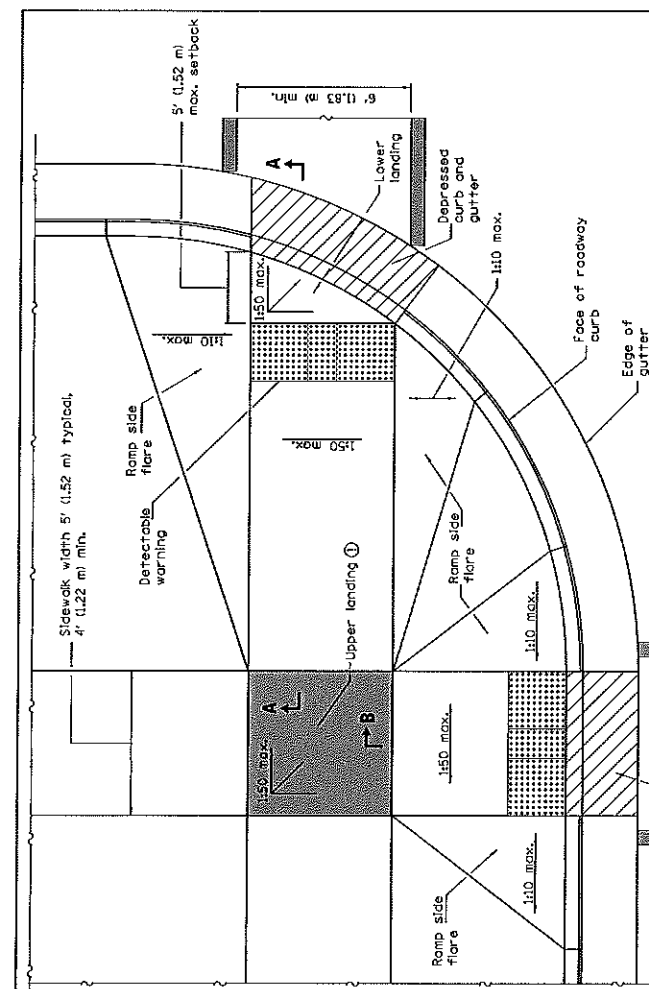 5' (1.52 m)
max. setback
6' (1.83 m) min.
A
Lower
landing
Depressed
curb and
gutter
1:10 max.
Face of roadway
curb
Edge of
gutter
1:50 max.
1:10 max.
Ramp side
flare
Detectable
warning
1:50 max.
Ramp side
flare
1:10 max.
Sidewalk width 5' (1.52 m) typical,
4' (1.22 m) min.
Upper landing ①
A
B
1:50 max.
1:50 max.
Ramp side
flare
1:10 max.